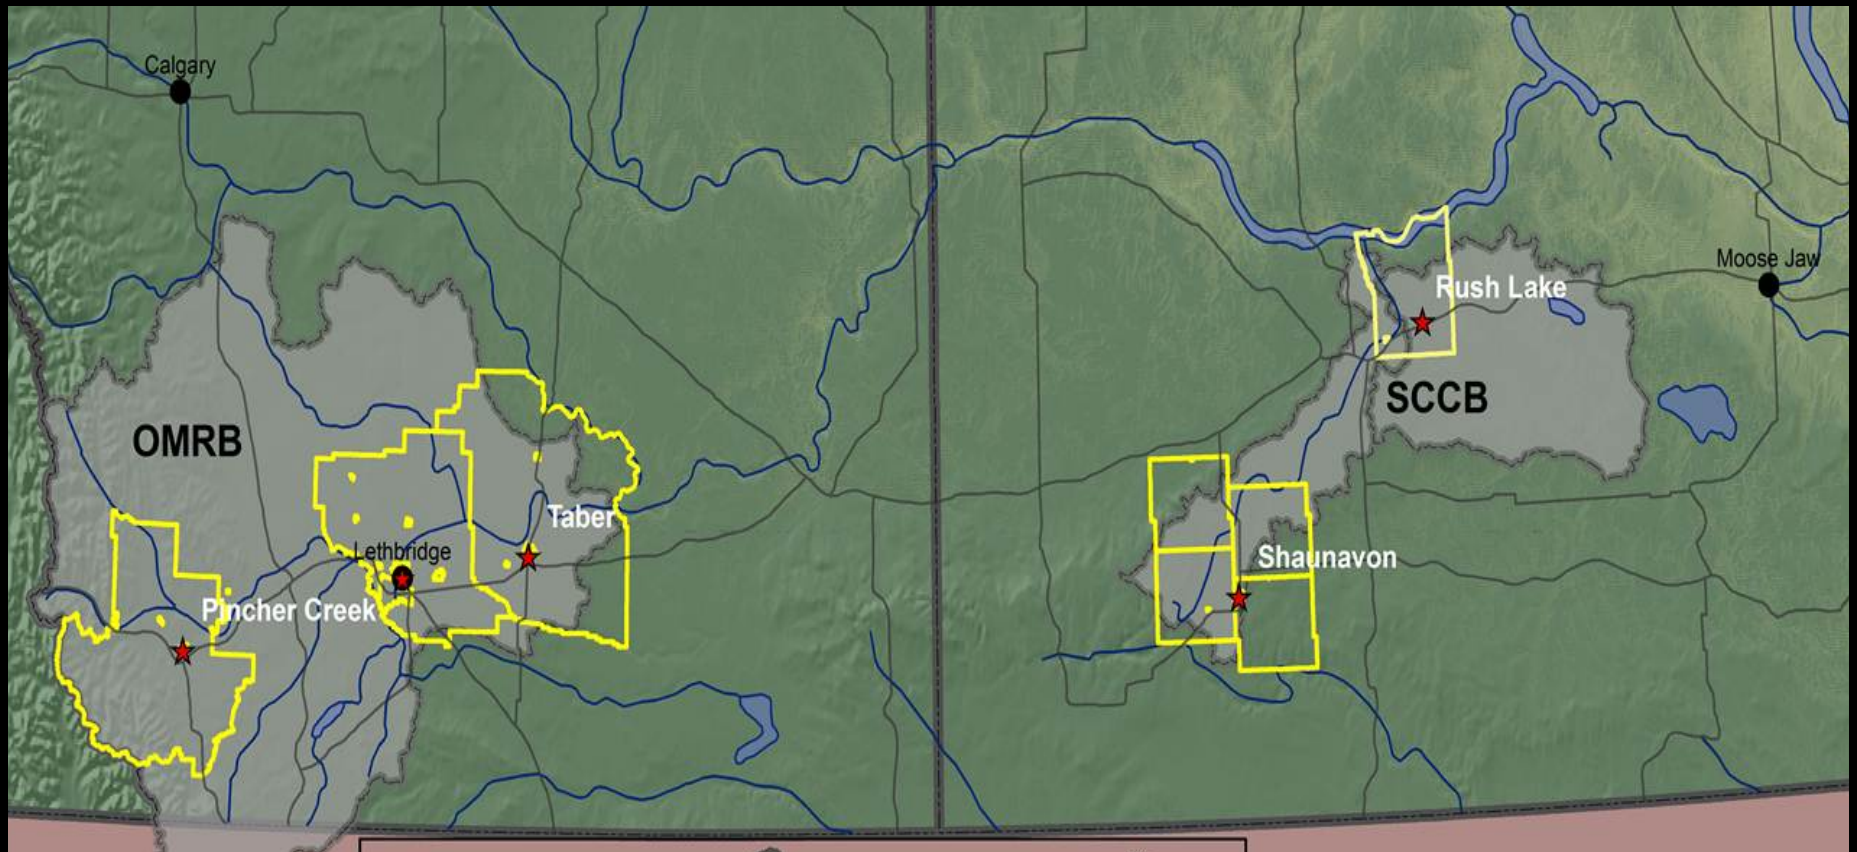 Calgary
Moose Jaw
Rush Lake
SCCB
OMRB
Taber
Lethbridge
Shaunavon
Pincher Creek